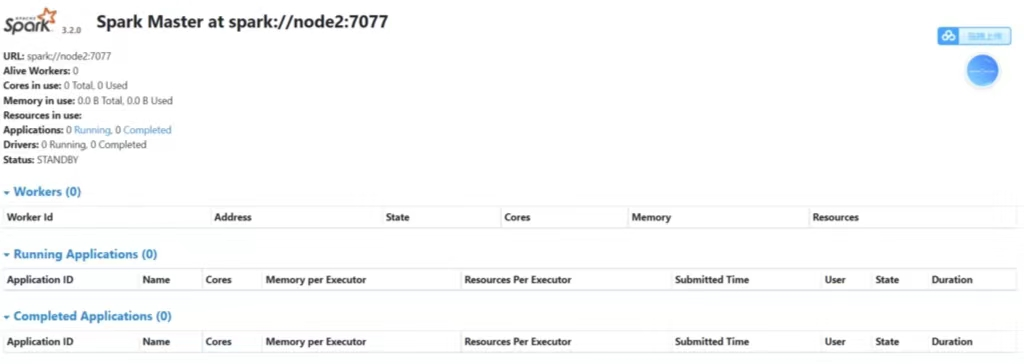 APACHE Spark 3.2.0 Spark Master at spark://node2:7077
拖拽上传
URL: spark://node2:7077
Alive Workers: 0
Cores in use: 0 Total, 0 Used
Memory in use: 0.0 B Total, 0.0 B Used
Resources in use:
Applications: 0 Running, 0 Completed
Drivers: 0 Running, 0 Completed
Status: STANDBY
Workers (0)
Worker Id Address State Cores Memory Resources
Running Applications (0)
Application ID Name Cores Memory per Executor Resources Per Executor Submitted Time User State Duration
Completed Applications (0)
Application ID Name Cores Memory per Executor Resources Per Executor Submitted Time User State Duration